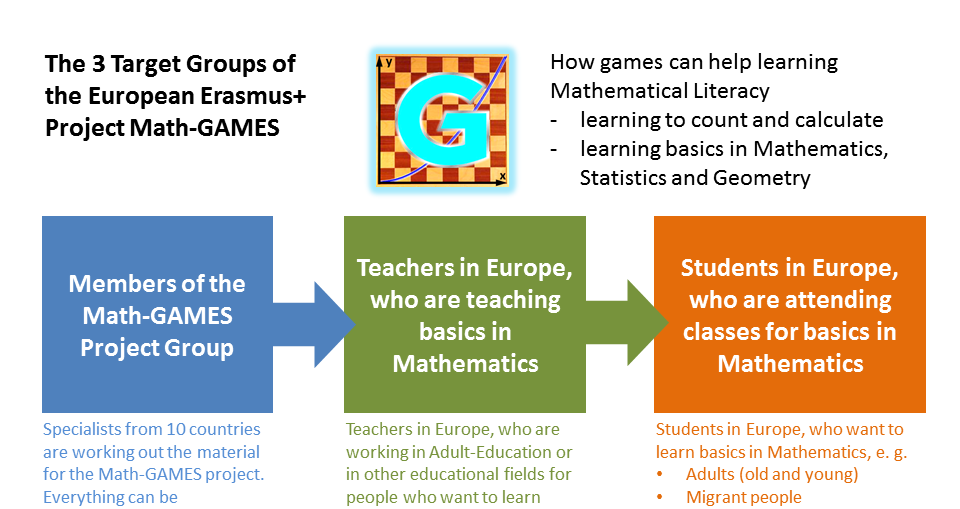 The 3 Target Groups of
the European Erasmus+
Project Math-GAMES
y
G
x
How games can help learning
Mathematical Literacy
- learning to count and calculate
- learning basics in Mathematics,
Statistics and Geometry
Members of the
Math-GAMES
Project Group
Teachers in Europe,
who are teaching
basics in
Mathematics
Students in Europe,
who are attending
classes for basics in
Mathematics
Specialists from 10 countries
are working out the material
for the Math-GAMES project.
Everything can be
Teachers in Europe, who are
working in Adult-Education or
in other educational fields for
people who want to learn
Students in Europe, who want to
learn basics in Mathematics, e. g.
• Adults (old and young)
• Migrant people